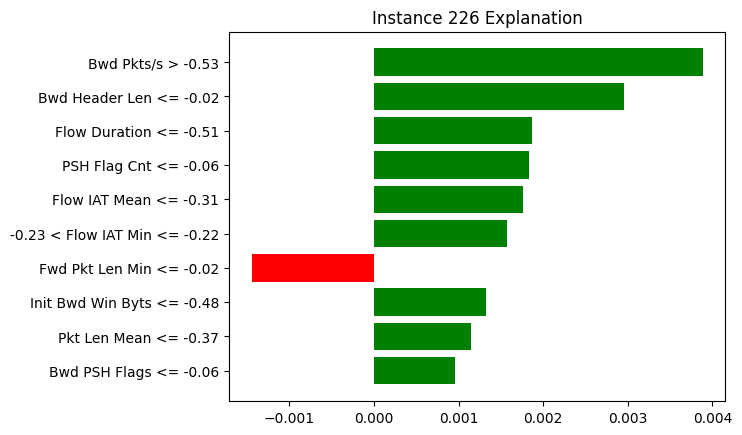 Instance 226 Explanation
Bwd Pkts/s > -0.53
Bwd Header Len <= -0.02
Flow Duration <= -0.51
PSH Flag Cnt <= -0.06
Flow IAT Mean <= -0.31
-0.23 < Flow IAT Min <= -0.22
Fwd Pkt Len Min <= -0.02
Init Bwd Win Byts <= -0.48
Pkt Len Mean <= -0.37
Bwd PSH Flags <= -0.06
−0.001 0.000 0.001 0.002 0.003 0.004